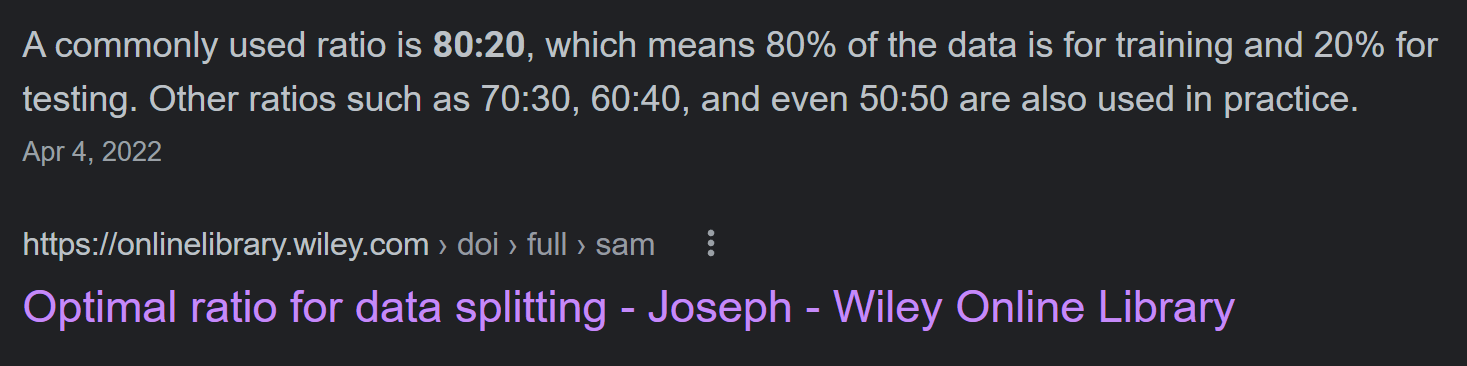 A commonly used ratio is 80:20, which means 80% of the data is for training and 20% for
testing. Other ratios such as 70:30, 60:40, and even 50:50 are also used in practice.
Apr 4, 2022
https://onlinelibrary.wiley.com › doi › full › sam
Optimal ratio for data splitting - Joseph - Wiley Online Library